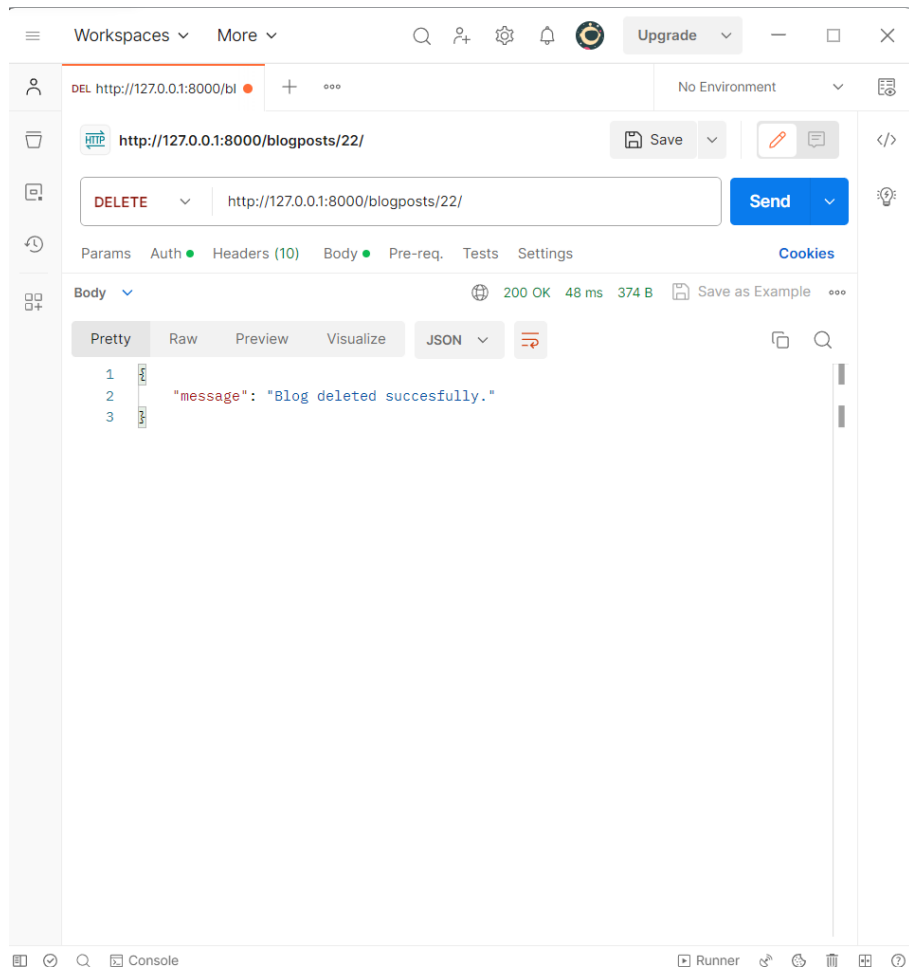 Workspaces More Upgrade
DEL http://127.0.0.1:8000/bl No Environment
HTTP http://127.0.0.1:8000/blogposts/22/ Save
DELETE http://127.0.0.1:8000/blogposts/22/ Send
Params Auth Headers (10) Body Pre-req. Tests Settings Cookies
Body 200 OK 48 ms 374 B Save as Example
Pretty Raw Preview Visualize JSON
1 {
2 "message": "Blog deleted succesfully."
3 }
Console Runner